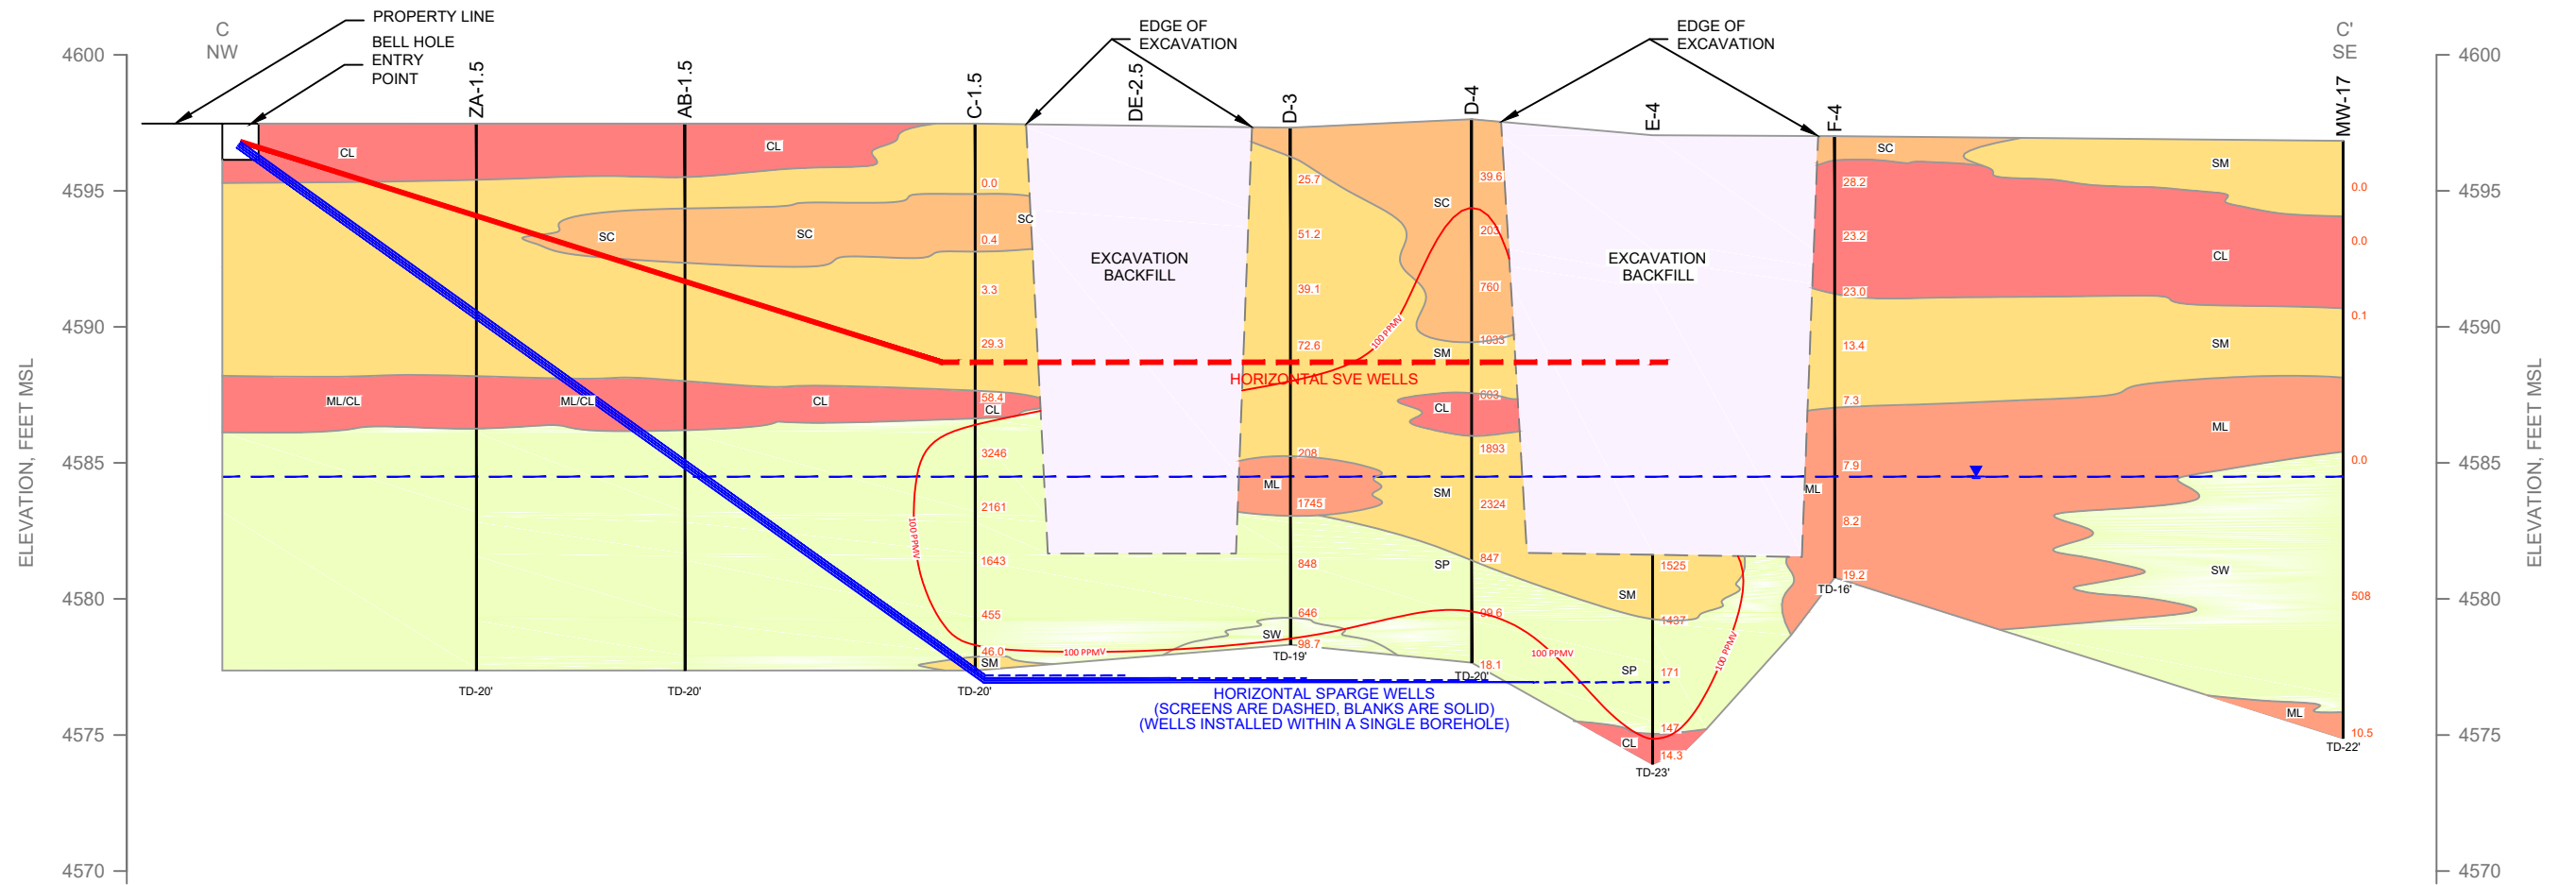 PROPERTY LINE
BELL HOLE
ENTRY
POINT
EDGE OF
EXCAVATION
EDGE OF
EXCAVATION
C
NW
C'
SE
ZA-1.5
AB-1.5
C-1.5
DE-2.5
D-3
D-4
E-4
F-4
MW-17
ELEVATION, FEET MSL
4600
4595
4590
4585
4580
4575
4570
CL
CL
SC
SC
SC
ML/CL
ML/CL
CL
CL
SM
0.0
0.4
3.3
29.3
58.4
3246
2161
1643
455
46.0
TD-20'
TD-20'
TD-20'
100 PPMV
100 PPMV
EXCAVATION
BACKFILL
25.7
51.2
39.1
72.6
208
1745
848
646
98.7
ML
SW
TD-19'
HORIZONTAL SVE WELLS
100 PPMV
SC
SM
CL
SM
SP
39.6
203
760
1033
603
1893
2324
847
99.6
18.1
TD-20'
HORIZONTAL SPARGE WELLS
(SCREENS ARE DASHED, BLANKS ARE SOLID)
(WELLS INSTALLED WITHIN A SINGLE BOREHOLE)
EXCAVATION
BACKFILL
100 PPMV
100 PPMV
SM
SP
CL
1525
1437
171
147
14.3
TD-23'
SC
ML
28.2
23.2
23.0
13.4
7.3
7.9
8.2
19.2
TD-16'
SM
CL
SM
ML
SW
ML
0.0
0.0
0.1
0.0
508
10.5
TD-22'
4600
4595
4590
4585
4580
4575
4570
ELEVATION, FEET MSL